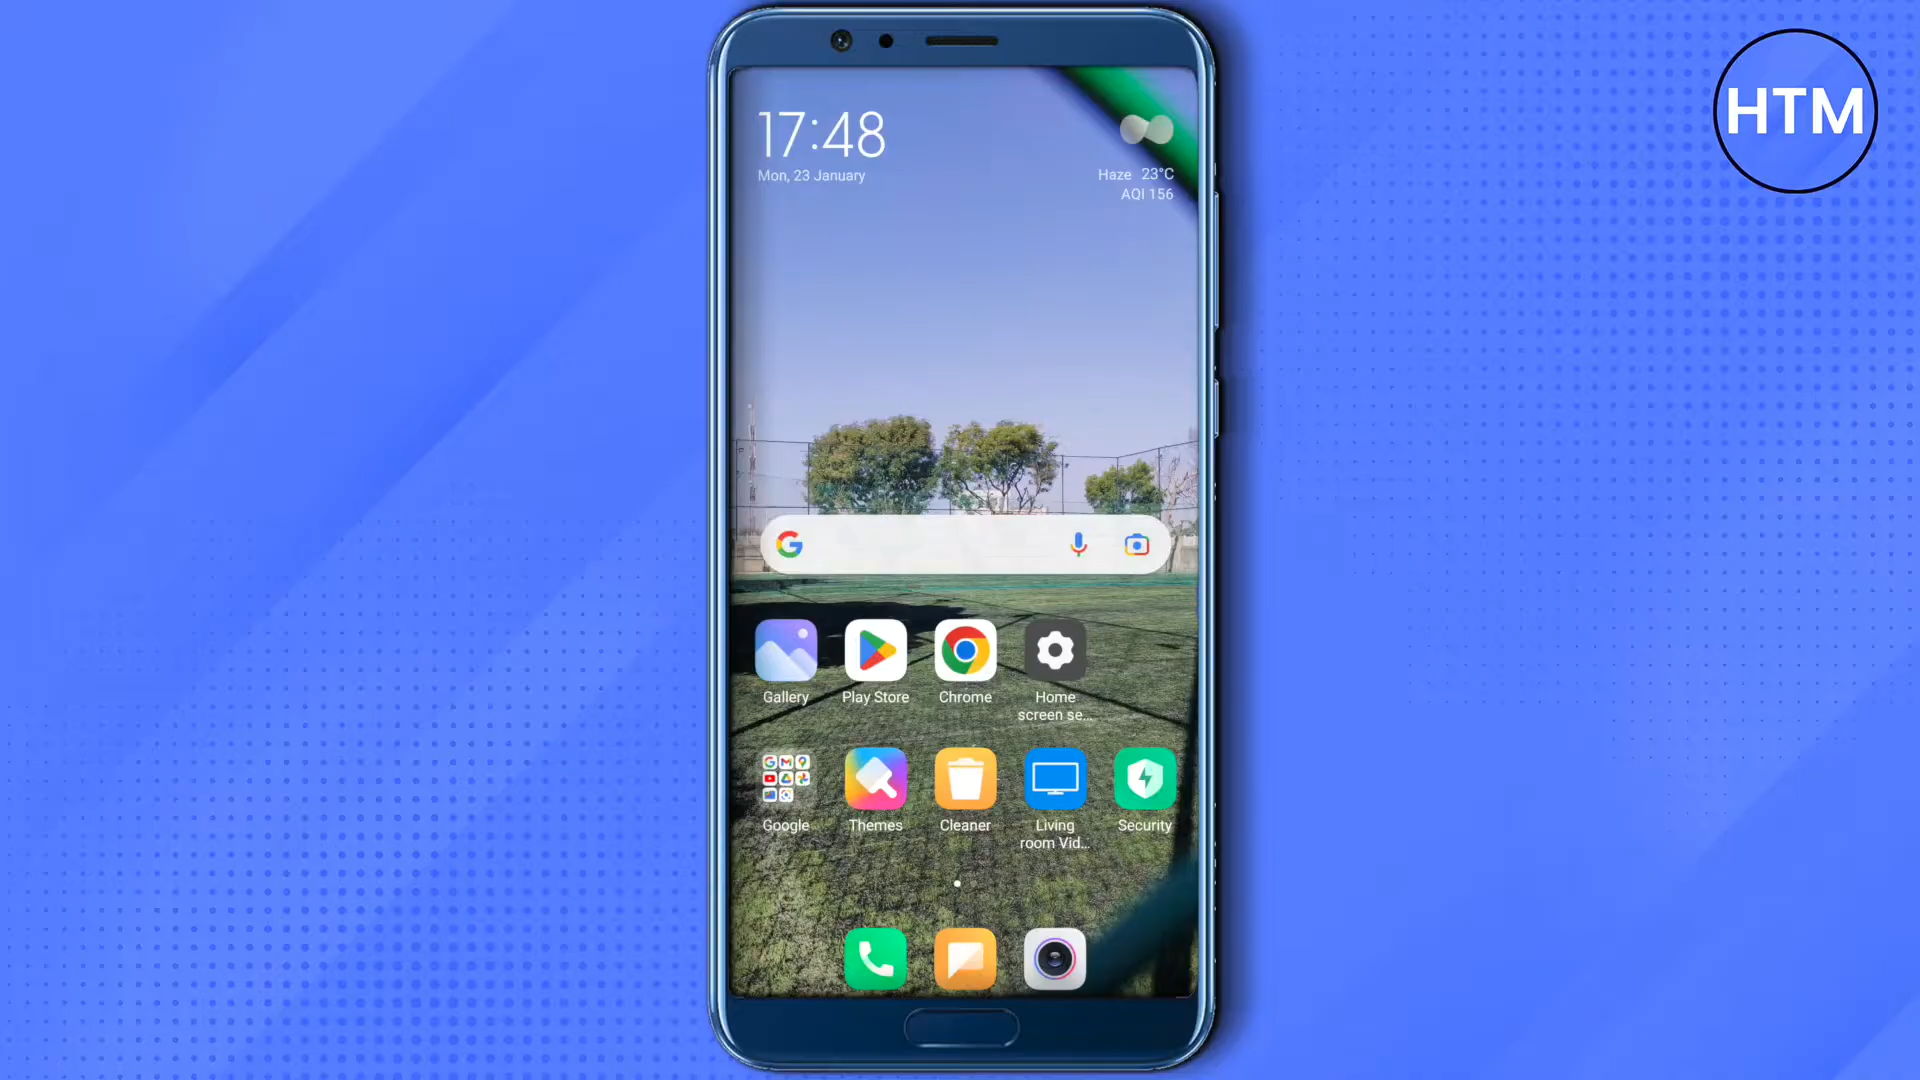 HTM
17:48
Mon, 23 January
Haze 23°C
AQI 156
Gallery
Play Store
Chrome
Home
screen se...
Google
Themes
Cleaner
Living
room Vid...
Security